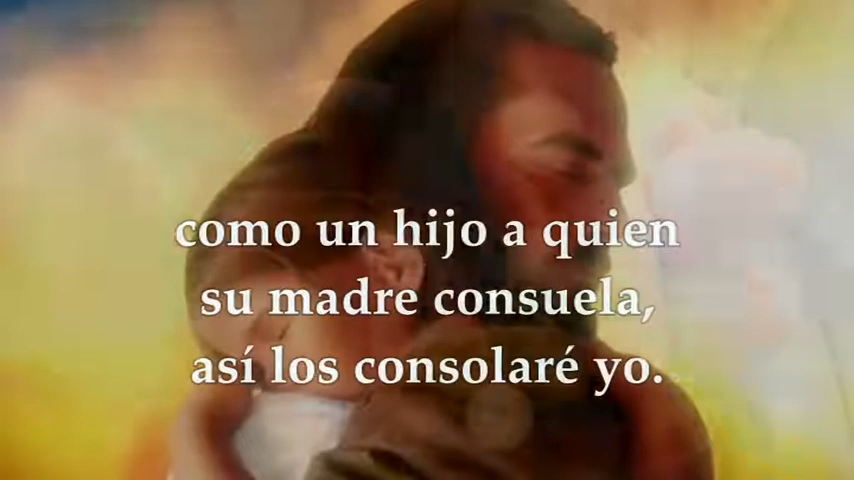 como un hijo a quien
su madre consuela,
así los consolaré yo.